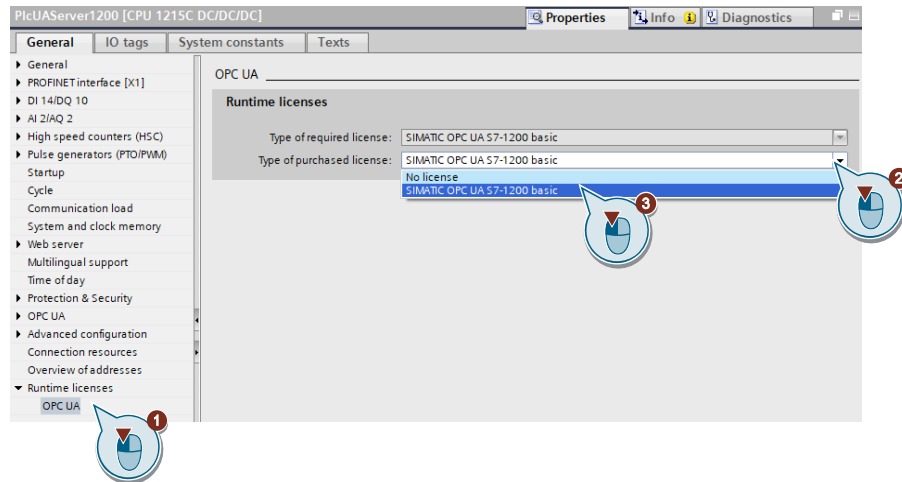 PlcUAServer1200 [CPU 1215C DC/DC/DC]
Properties
Info
Diagnostics
General
IO tags
System constants
Texts
General
PROFINET interface [X1]
DI 14/DQ 10
AI 2/AQ 2
High speed counters (HSC)
Pulse generators (PTO/PWM)
Startup
Cycle
Communication load
System and clock memory
Web server
Multilingual support
Time of day
Protection & Security
OPC UA
Advanced configuration
Connection resources
Overview of addresses
Runtime licenses
OPC UA
1
OPC UA
Runtime licenses
Type of required license: SIMATIC OPC UA S7-1200 basic
Type of purchased license: SIMATIC OPC UA S7-1200 basic
No license
SIMATIC OPC UA S7-1200 basic
2
3